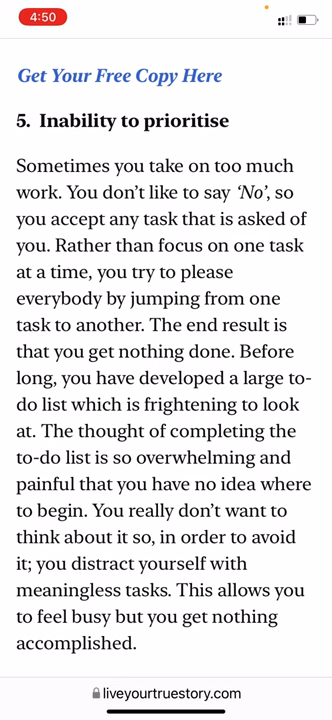 4:50
Get Your Free Copy Here
5. Inability to prioritise
Sometimes you take on too much
work. You don’t like to say ‘No’, so
you accept any task that is asked of
you. Rather than focus on one task
at a time, you try to please
everybody by jumping from one
task to another. The end result is
that you get nothing done. Before
long, you have developed a large to-
do list which is frightening to look
at. The thought of completing the
to-do list is so overwhelming and
painful that you have no idea where
to begin. You really don’t want to
think about it so, in order to avoid
it; you distract yourself with
meaningless tasks. This allows you
to feel busy but you get nothing
accomplished.
liveyourtruestory.com